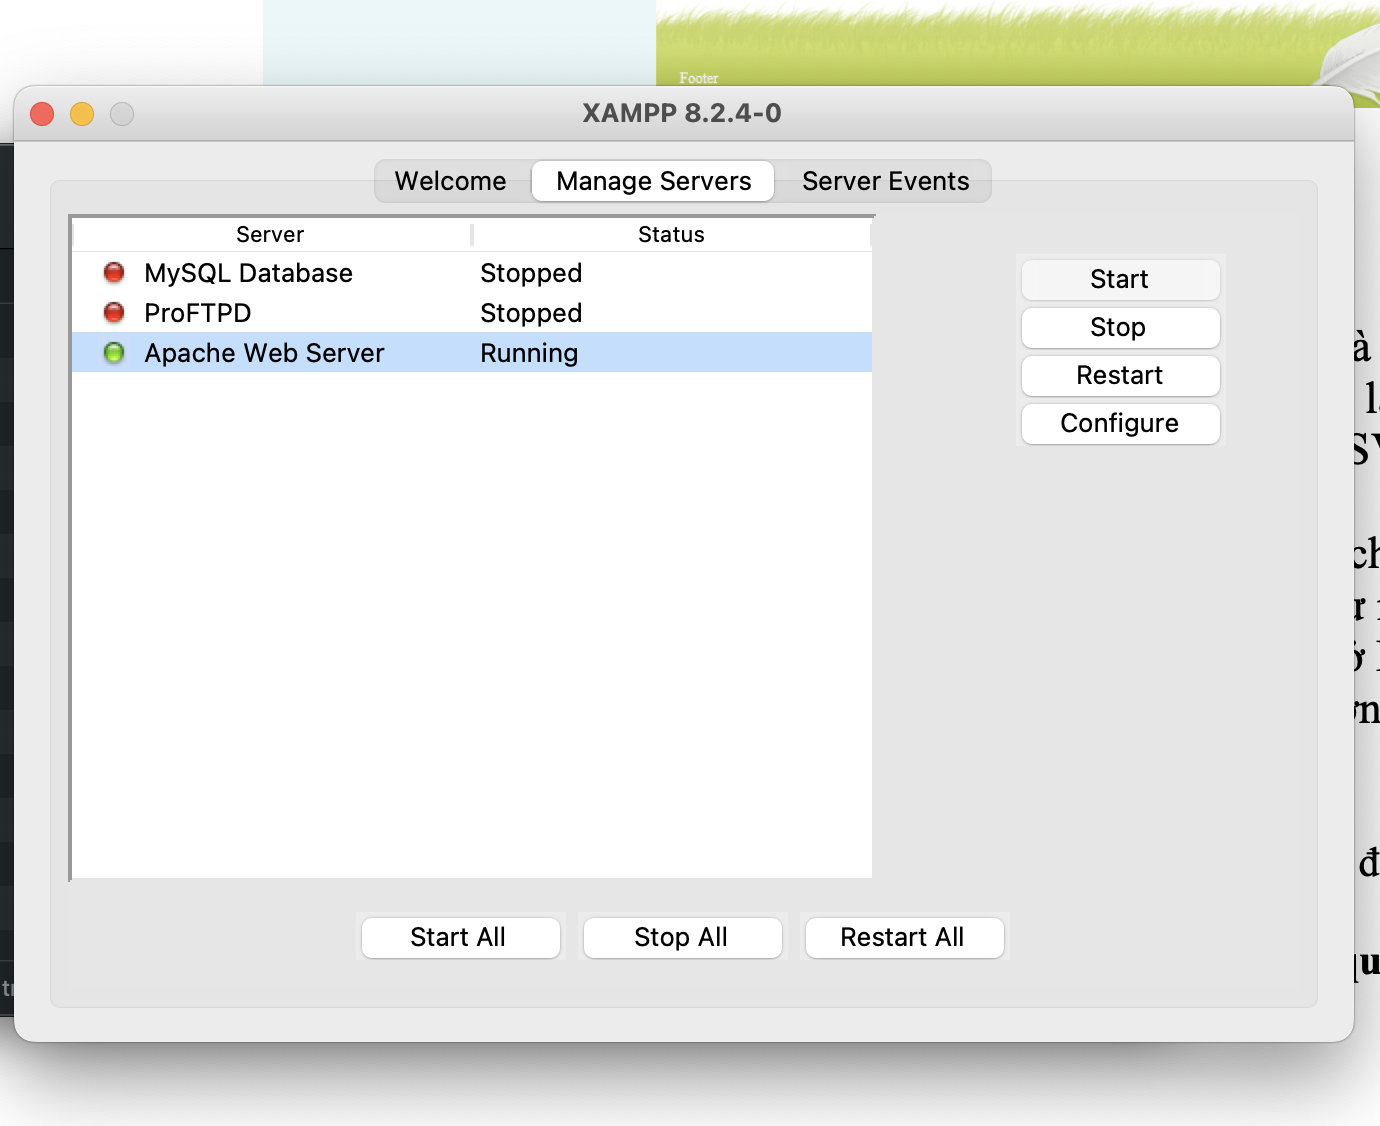 Footer
XAMPP 8.2.4-0
Welcome
Manage Servers
Server Events
Server
Status
MySQL Database
Stopped
ProFTPD
Stopped
Apache Web Server
Running
Start
Stop
Restart
Configure
Start All
Stop All
Restart All